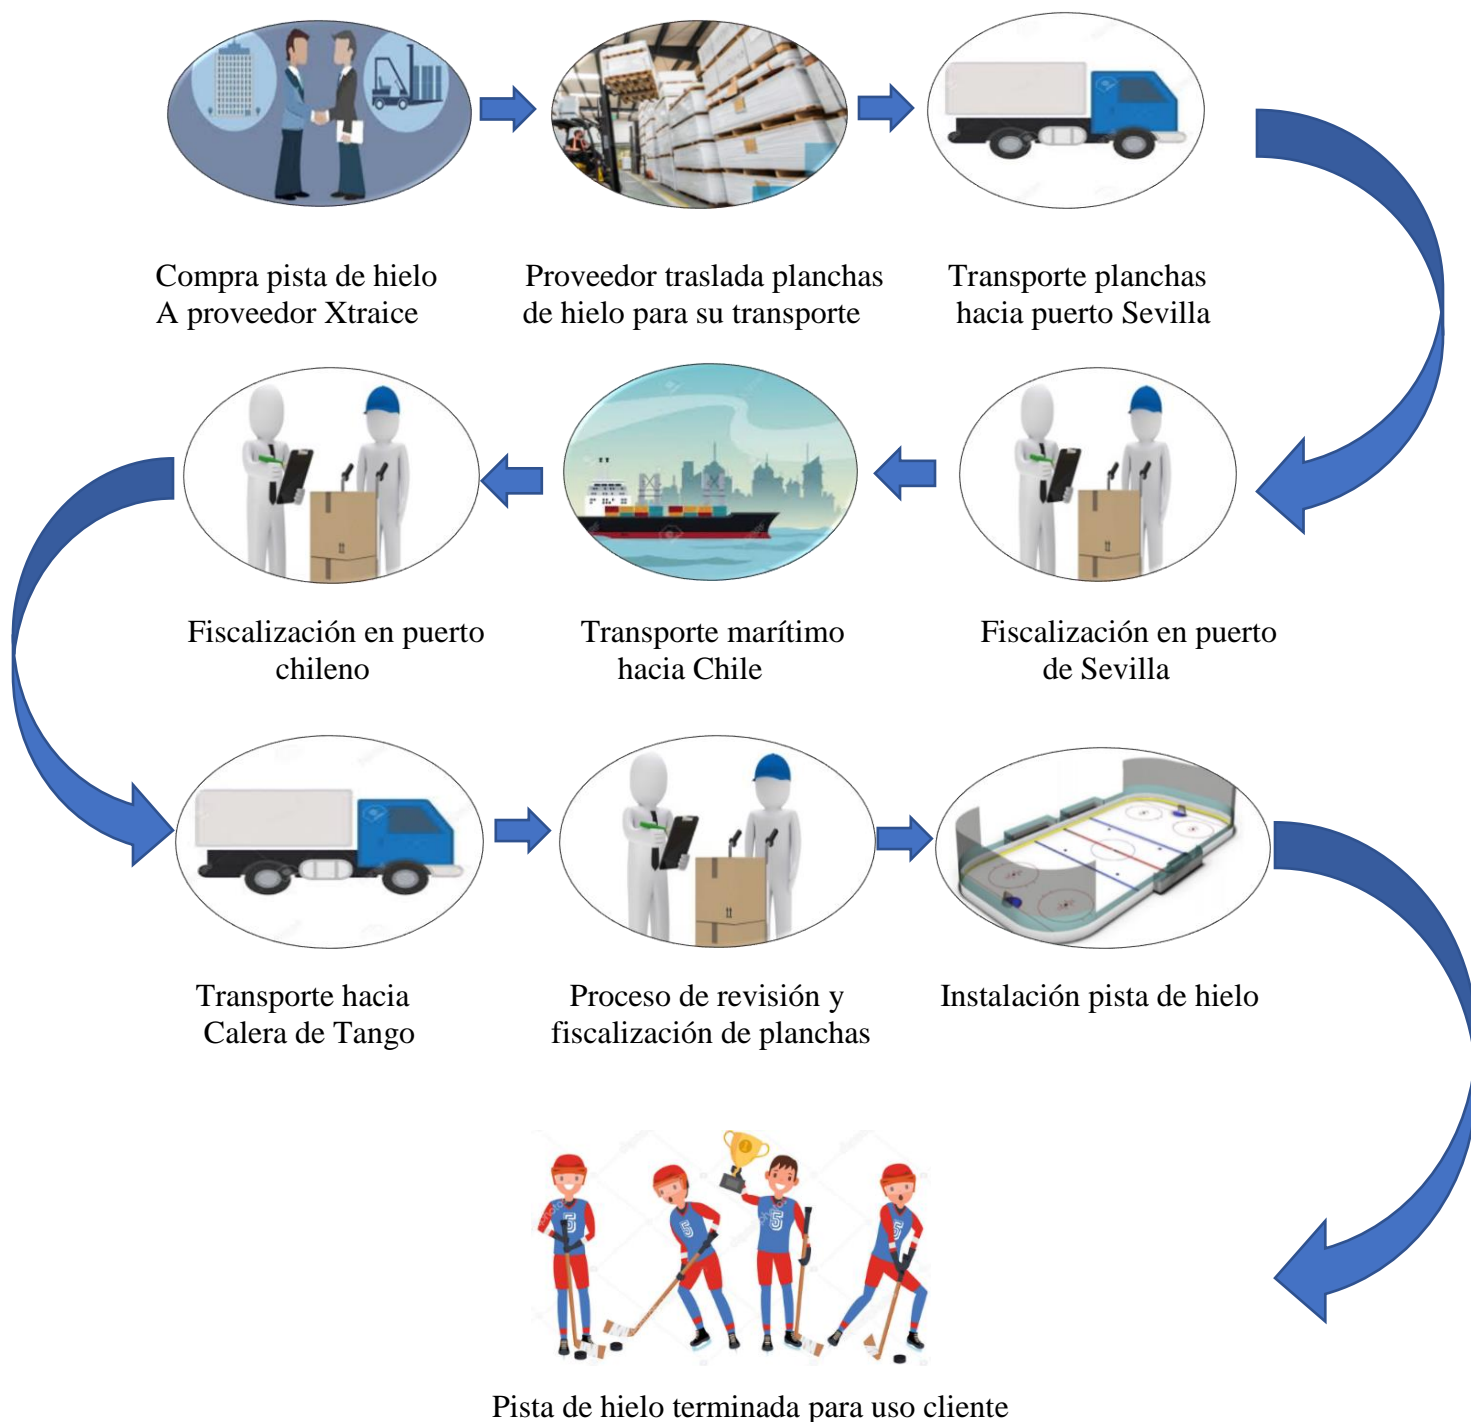 Compra pista de hielo
A proveedor Xtraice
Proveedor traslada planchas
de hielo para su transporte
Transporte planchas
hacia puerto Sevilla
Fiscalización en puerto
chileno
Transporte marítimo
hacia Chile
Fiscalización en puerto
de Sevilla
Transporte hacia
Calera de Tango
Proceso de revisión y
fiscalización de planchas
Instalación pista de hielo
Pista de hielo terminada para uso cliente